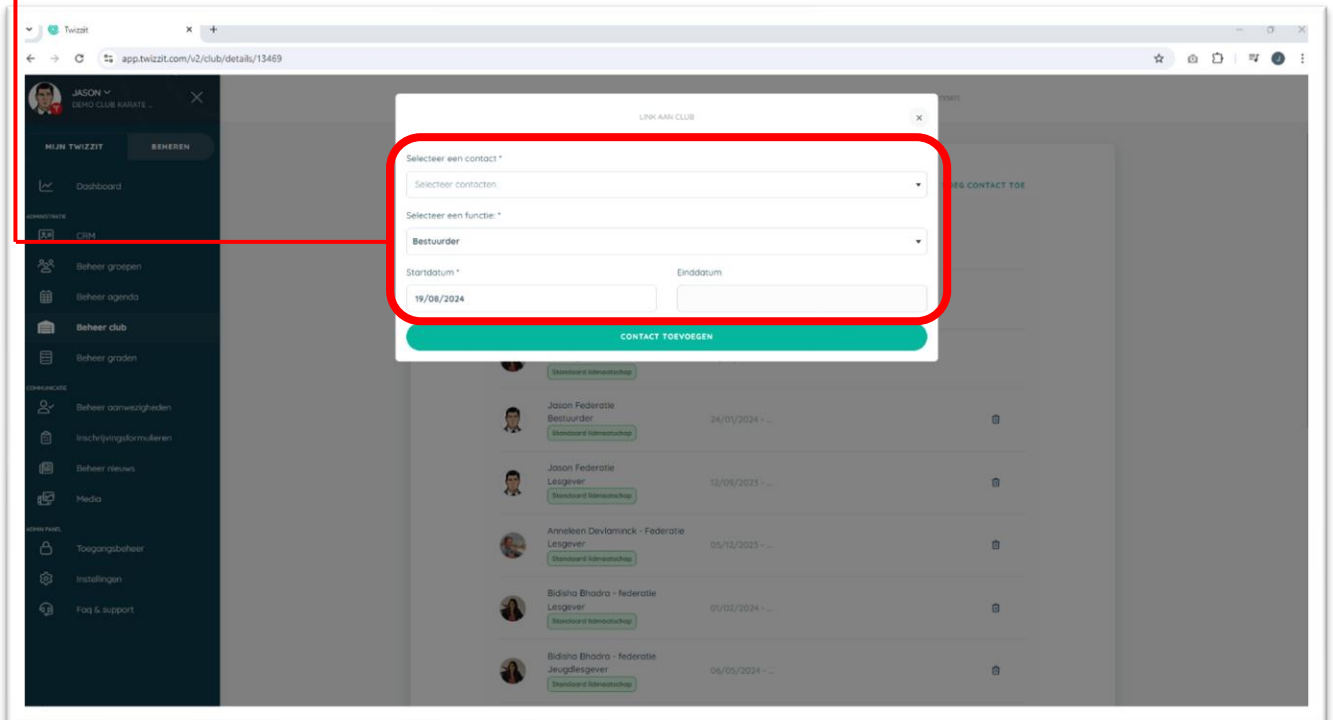 Twizzit
app.twizzit.com/v2/club/details/13469
JASON
DEMO CLUB KARATE ...
MIJN TWIZZIT
BEHEREN
Dashboard
ADMINISTRATIE
CRM
Beheer groepen
Beheer agenda
Beheer club
Beheer graden
COMMUNICATIE
Beheer aanwezigheden
Inschrijvingsformulieren
Beheer nieuws
Media
ADMIN PANEL
Toegangsbeheer
Instellingen
Faq & support
LINK AAN CLUB
Selecteer een contact *
Selecteer contacten
Selecteer een functie: *
Bestuurder
Startdatum *
Einddatum
19/08/2024
CONTACT TOEVOEGEN
CONTACT TOE
Standaard lidmaatschap
Jason Federatie
Bestuurder
24/01/2024 - ...
Standaard lidmaatschap
Jason Federatie
Lesgever
12/09/2023 - ...
Standaard lidmaatschap
Anneleen Devlaminck - Federatie
Lesgever
05/12/2023 - ...
Standaard lidmaatschap
Bidisha Bhadra - federatie
Lesgever
01/02/2024 - ...
Standaard lidmaatschap
Bidisha Bhadra - federatie
Jeugdlesgever
06/05/2024 - ...
Standaard lidmaatschap